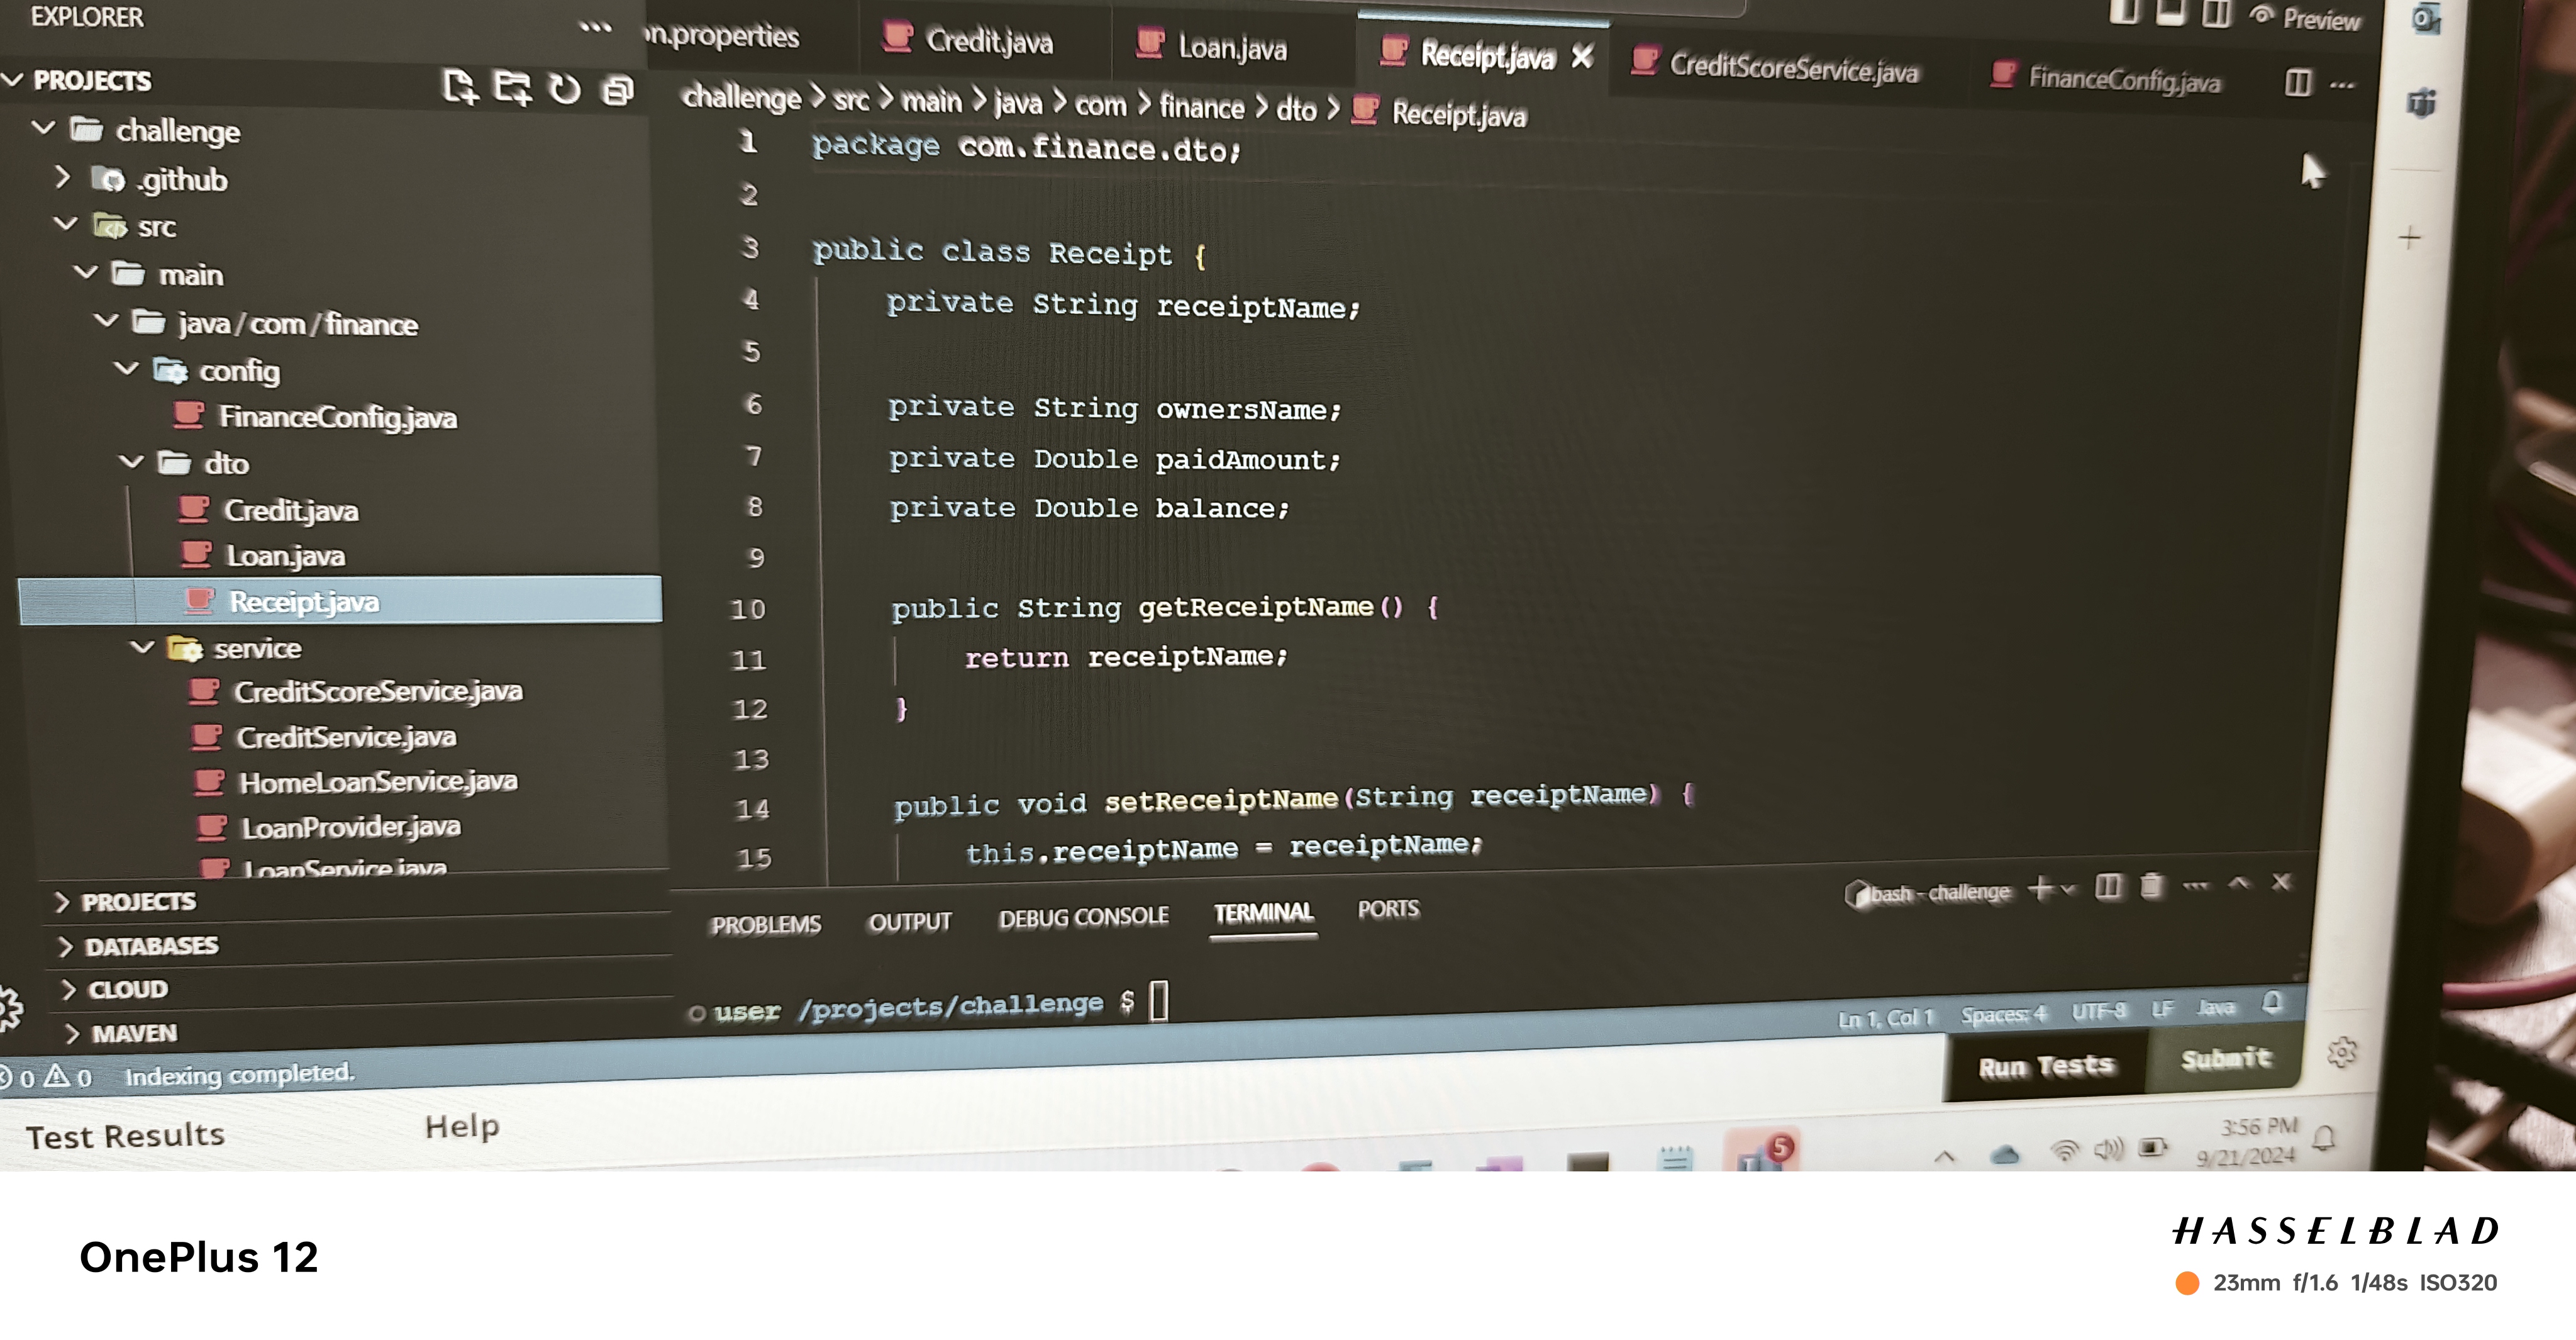 EXPLORER
PROJECTS
challenge
.github
src
main
java/com/finance
config
FinanceConfig.java
dto
Credit.java
Loan.java
Receipt.java
service
CreditScoreService.java
CreditService.java
HomeLoanService.java
LoanProvider.java
LoanService.java
PROJECTS
DATABASES
CLOUD
MAVEN
n.properties
Credit.java
Loan.java
Receipt.java
CreditScoreService.java
FinanceConfig.java
Preview
challenge > src > main > java > com > finance > dto > Receipt.java
1 package com.finance.dto;
2
3 public class Receipt {
4 private String receiptName;
5
6 private String ownersName;
7 private Double paidAmount;
8 private Double balance;
9
10 public String getReceiptName() {
11 return receiptName;
12 }
13
14 public void setReceiptName(String receiptName) {
15 this.receiptName = receiptName;
PROBLEMS OUTPUT DEBUG CONSOLE TERMINAL PORTS
bash - challenge
user /projects/challenge $
0 0 Indexing completed.
Ln 1, Col 1 Spaces: 4 UTF-8 LF Java
Run Tests Submit
Test Results Help
5
3:56 PM
9/21/2024
OnePlus 12
HASSELBLAD
23mm f/1.6 1/48s ISO320